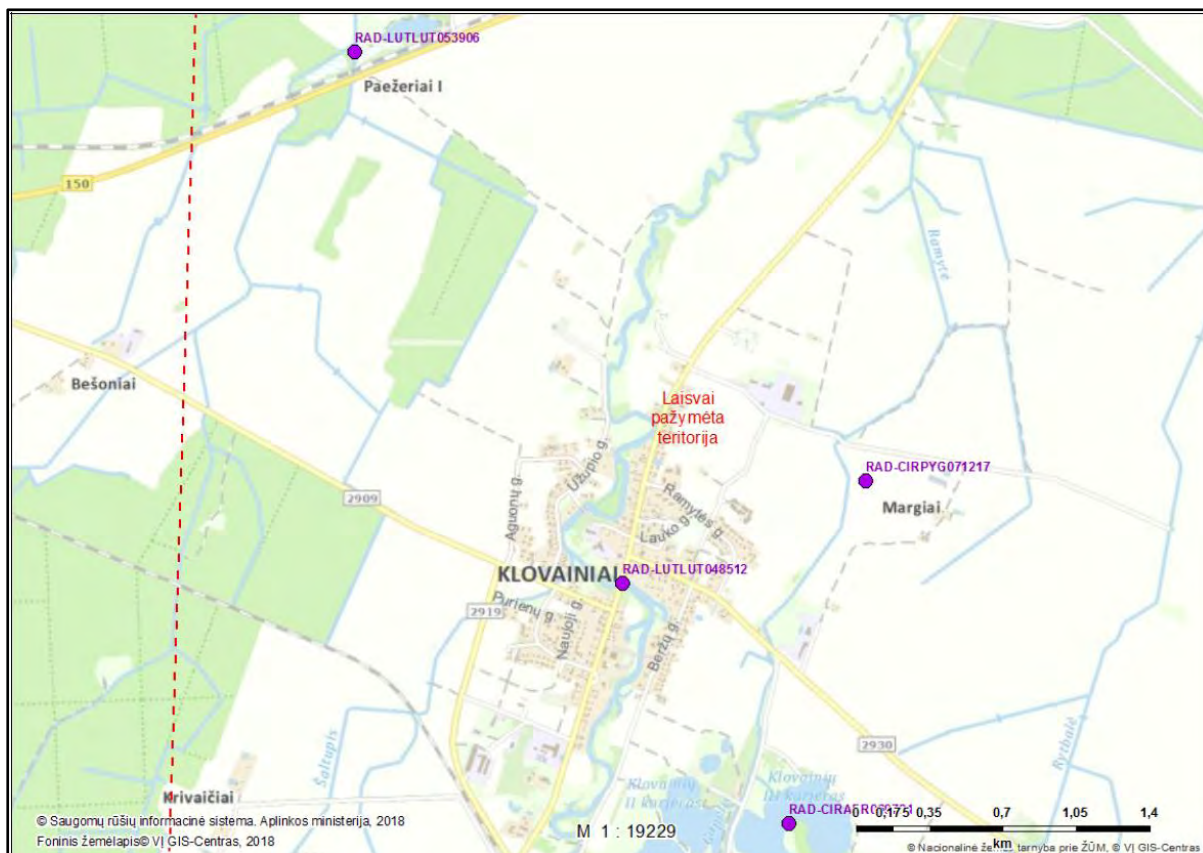 RAD-LUTLUT053906
Paežeriai I
150
Ramytė
Bešoniai
Laisvai
pažymėta
teritorija
Užupio g.
RAD-CIRPYG071217
2909
Aguonų g.
Ramytės g.
Margiai
Lauko g.
KLOVAINIAI
RAD-LUTLUT048512
2919
Purienų g.
Naujoji g.
Beržų g.
2930
Rytbalė
Šaltupis
Klovainių
II karjeras
Klovainių
III karjeras
Krivaičiai
0 0,175 0,35 0,7 1,05 1,4
km
M 1 : 19229
© Saugomų rūšių informacinė sistema. Aplinkos ministerija, 2018
Foninis žemėlapis© VĮ GIS-Centras, 2018
© Nacionalinė tarnyba prie ŽŪM, © VĮ GIS-Centras